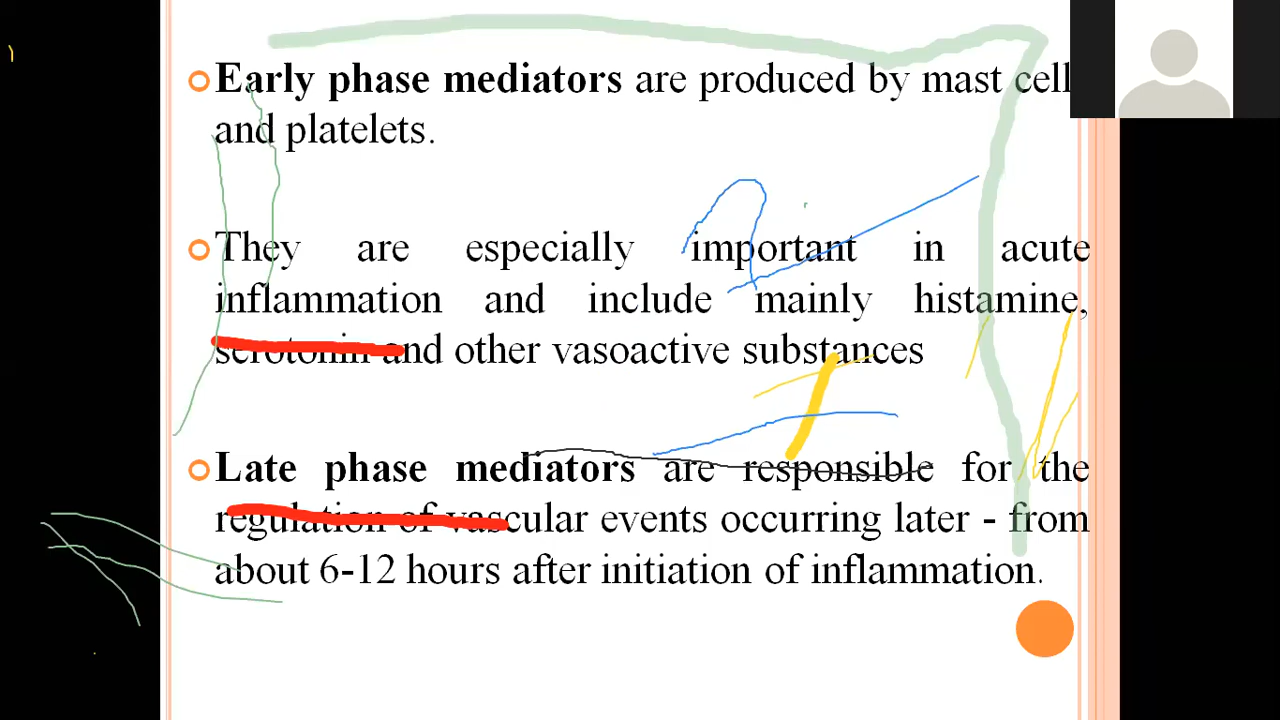 Early phase mediators are produced by mast cell
and platelets.
They are especially important in acute
inflammation and include mainly histamine,
serotonin and other vasoactive substances
Late phase mediators are responsible for the
regulation of vascular events occurring later - from
about 6-12 hours after initiation of inflammation.